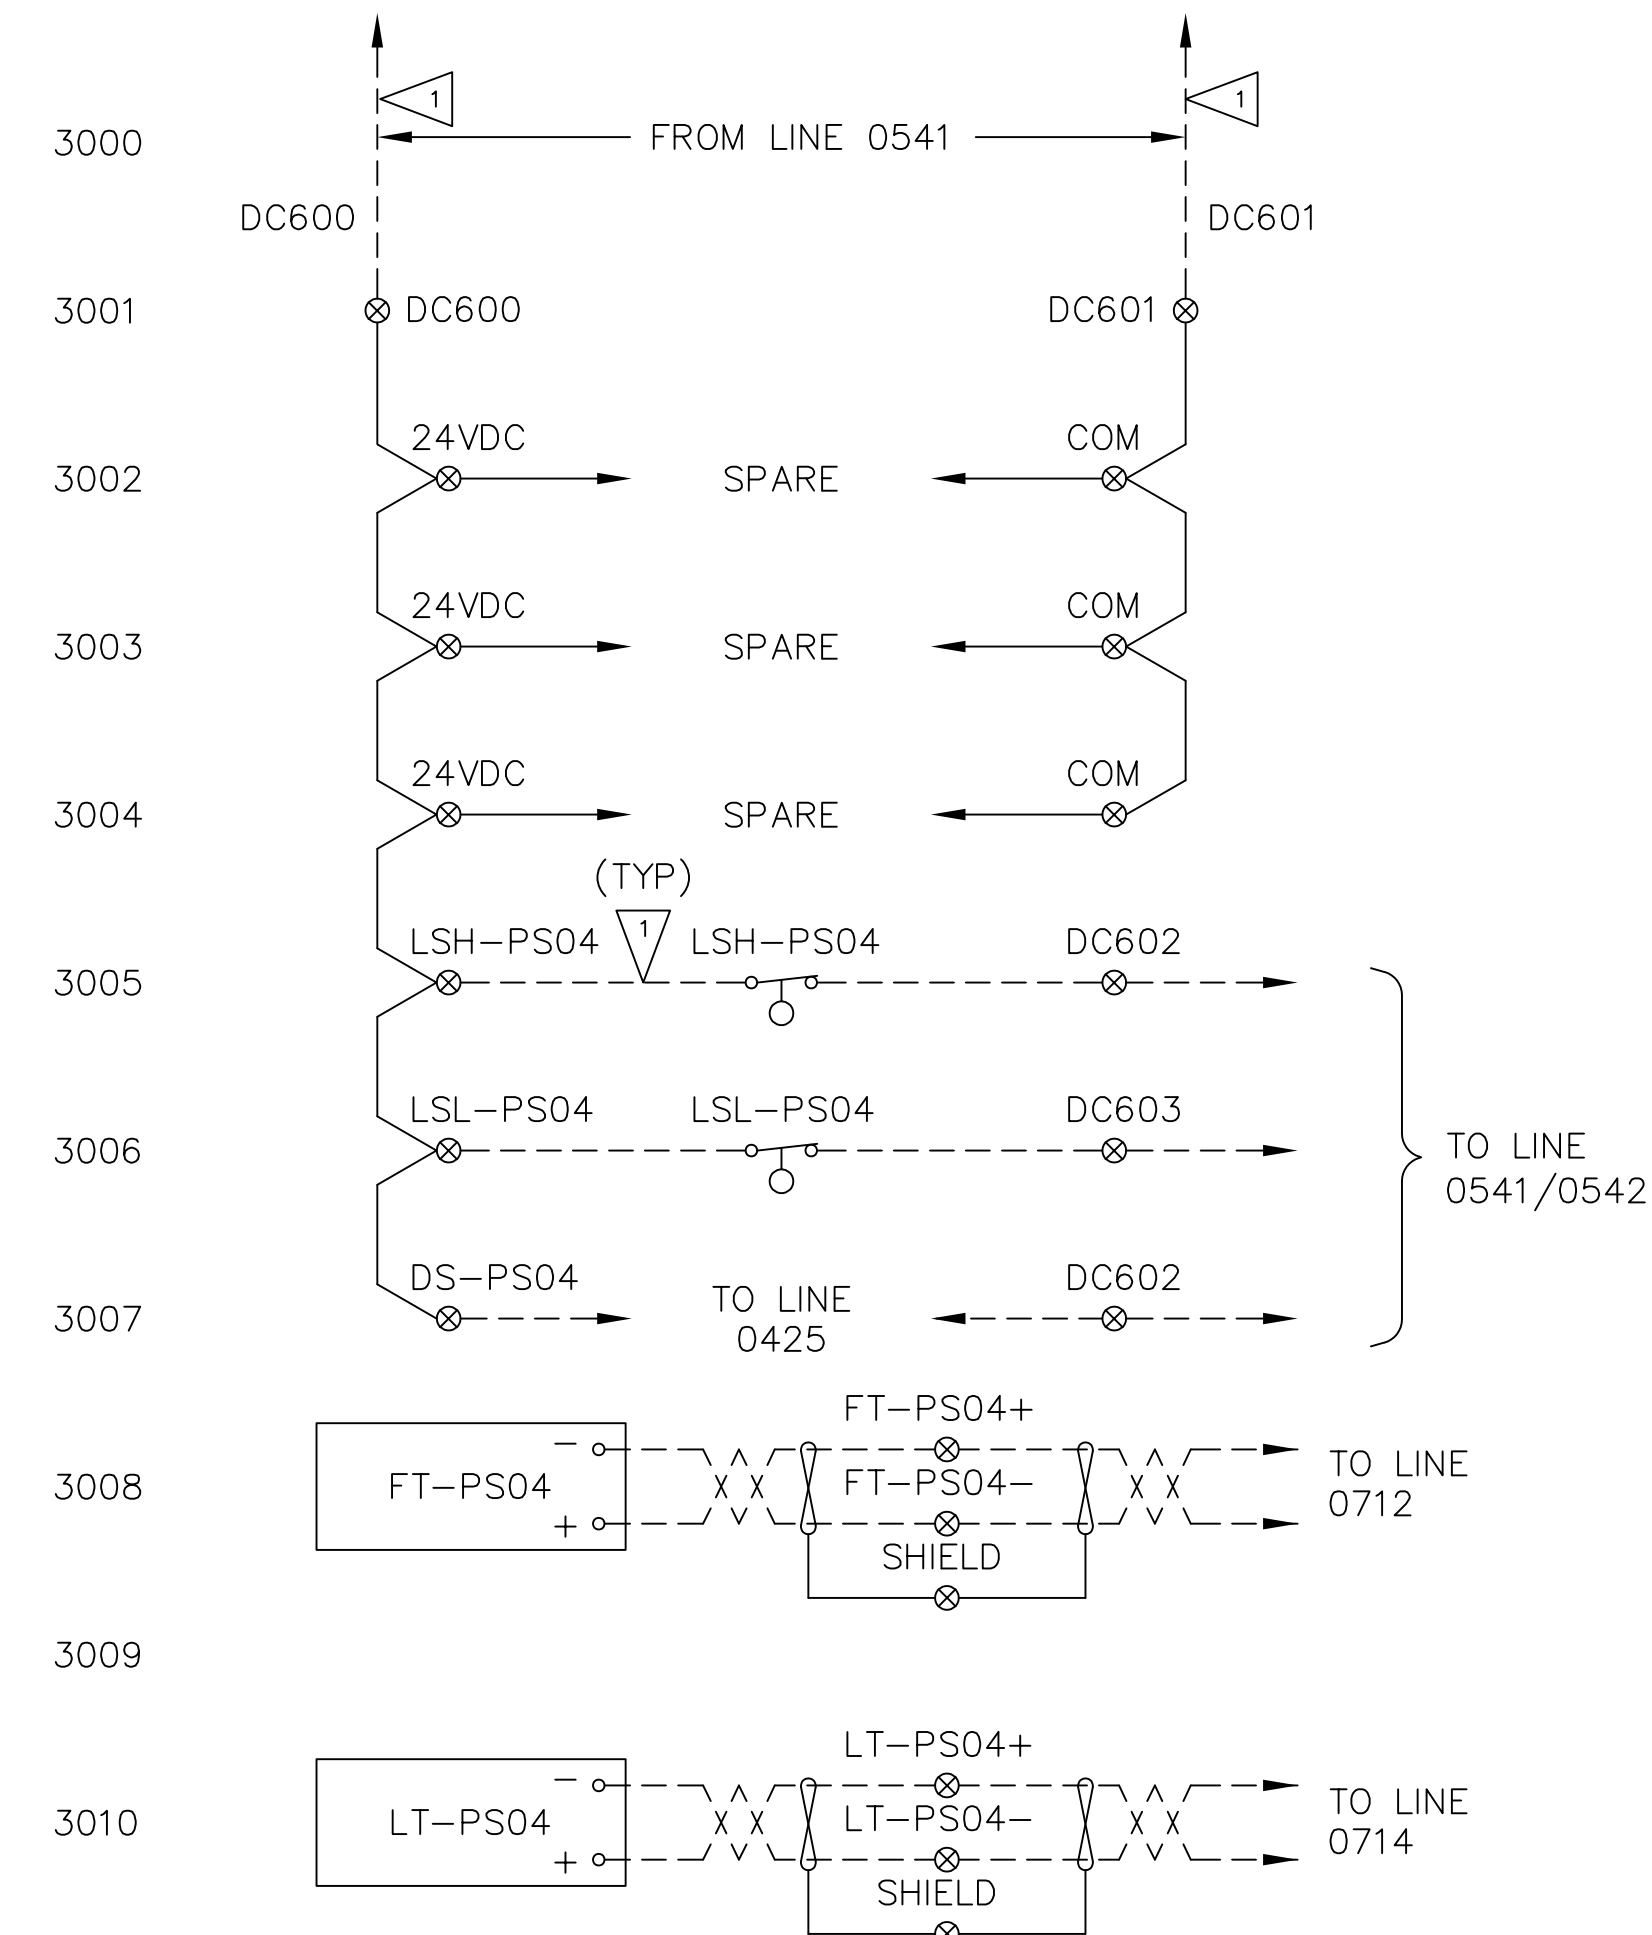 1 1
3000 FROM LINE 0541
DC600 DC601
3001 DC600 DC601
24VDC COM
3002 SPARE
24VDC COM
3003 SPARE
24VDC COM
3004 SPARE
(TYP)
1
LSH-PS04 LSH-PS04 DC602
3005
LSL-PS04 LSL-PS04 DC603
3006
TO LINE
0541/0542
DS-PS04 DC602
3007 TO LINE
0425
FT-PS04+
−
3008 FT-PS04 FT-PS04-
+
SHIELD
TO LINE
0712
3009
LT-PS04+
−
3010 LT-PS04 LT-PS04-
+
SHIELD
TO LINE
0714